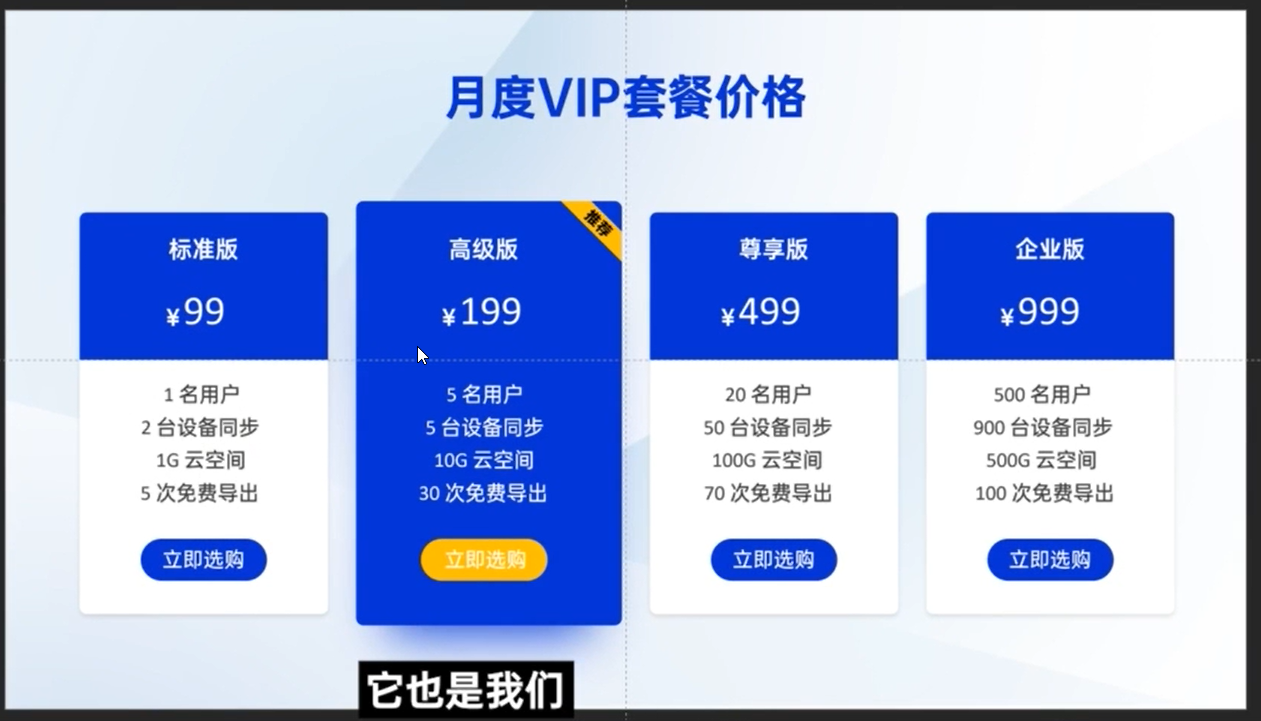 月度VIP套餐价格
标准版
¥99
1 名用户
2 台设备同步
1G 云空间
5 次免费导出
立即选购
推荐
高级版
¥199
5 名用户
5 台设备同步
10G 云空间
30 次免费导出
立即选购
尊享版
¥499
20 名用户
50 台设备同步
100G 云空间
70 次免费导出
立即选购
企业版
¥999
500 名用户
900 台设备同步
500G 云空间
100 次免费导出
立即选购
它也是我们